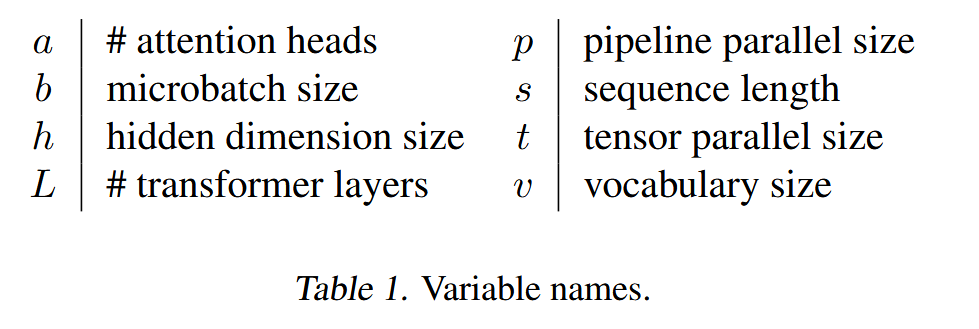 a # attention heads p pipeline parallel size
b microbatch size s sequence length
h hidden dimension size t tensor parallel size
L # transformer layers v vocabulary size
Table 1. Variable names.